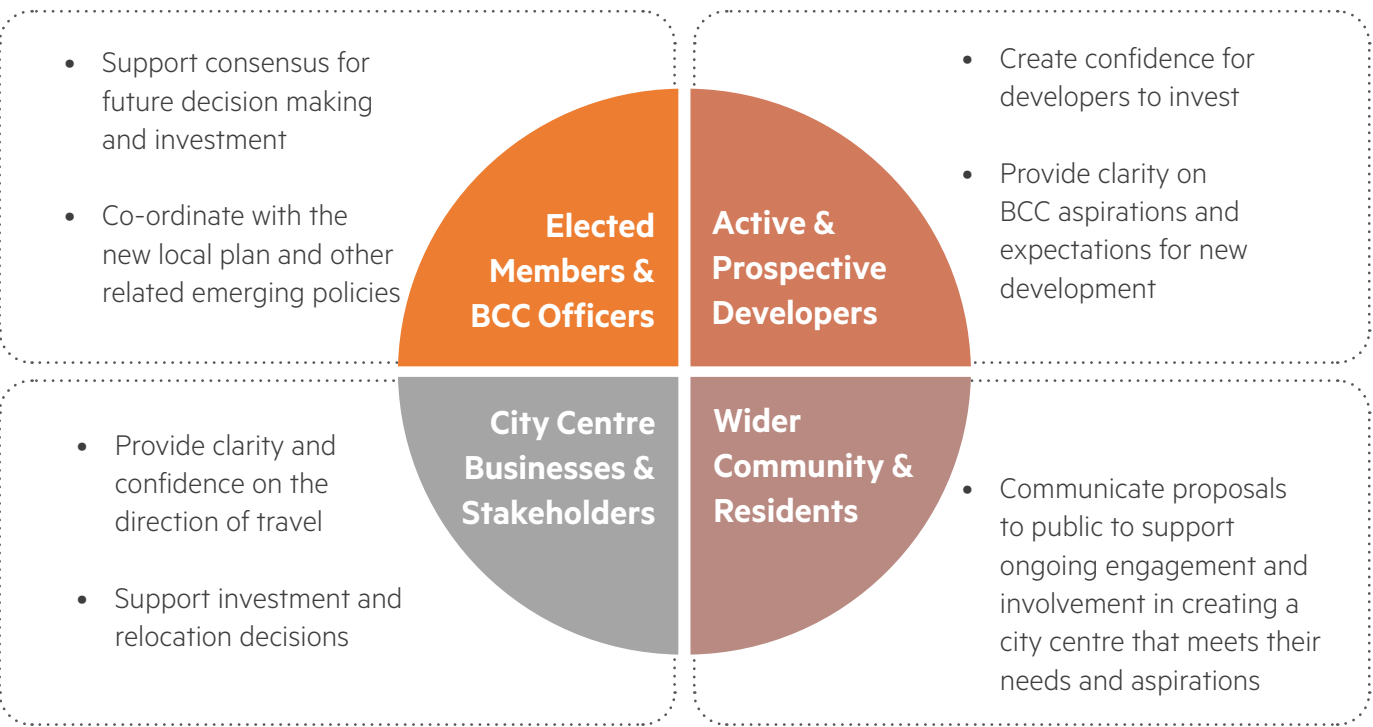 • Support consensus for
future decision making
and investment
• Co-ordinate with the
new local plan and other
related emerging policies
Elected
Members &
BCC Officers
Active &
Prospective
Developers
• Create confidence for
developers to invest
• Provide clarity on
BCC aspirations and
expectations for new
development
• Provide clarity and
confidence on the
direction of travel
• Support investment and
relocation decisions
City Centre
Businesses &
Stakeholders
Wider
Community &
Residents
• Communicate proposals
to public to support
ongoing engagement and
involvement in creating a
city centre that meets their
needs and aspirations